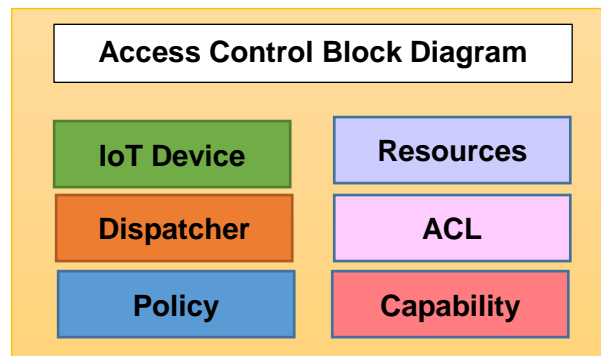 Access Control Block Diagram
IoT Device
Resources
Dispatcher
ACL
Policy
Capability